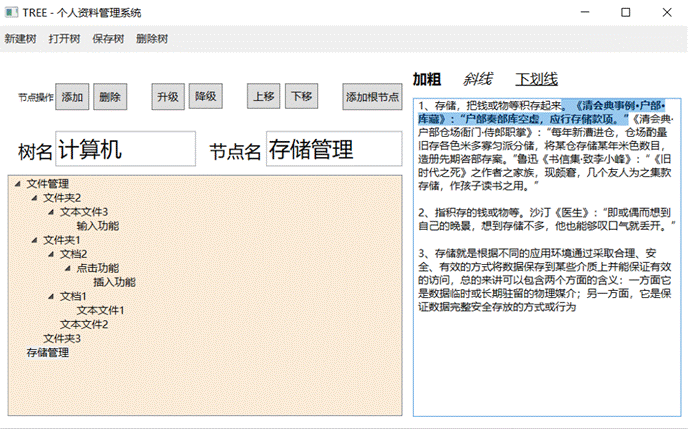 TREE - 个人资料管理系统
新建树 打开树 保存树 删除树
节点操作 添加 删除 升级 降级 上移 下移 添加根节点
树名 计算机 节点名 存储管理
文件管理
文件夹2
文本文件3
输入功能
文件夹1
文档2
点击功能
插入功能
文档1
文本文件1
文本文件2
文件夹3
存储管理
加粗 斜线 下划线
1、存储，把钱或物等积存起来。《清会典事例·户部·
库藏》：“户部奏部库空虚，应行存储款项。”《清会典·
户部仓场衙门·侍郎职掌》：“每年新漕进仓，仓场酌量
旧存各色米多寡匀派分储，将某仓存储某年米色数目，
造册先期咨部存案。”鲁迅《书信集·致李小峰》：“《旧
时代之死》之作者之家族，现颇窘，几个友人为之集款
存储，作孩子读书之用。”
2、指积存的钱或物等。沙汀《医生》：“即或偶而想到
自己的晚景，想到存储不多，他也能够叹口气就丢开。”
3、存储就是根据不同的应用环境通过采取合理、安
全、有效的方式将数据保存到某些介质上并能保证有效
的访问，总的来讲可以包含两个方面的含义：一方面它
是数据临时或长期驻留的物理媒介；另一方面，它是保
证数据完整安全存放的方式或行为